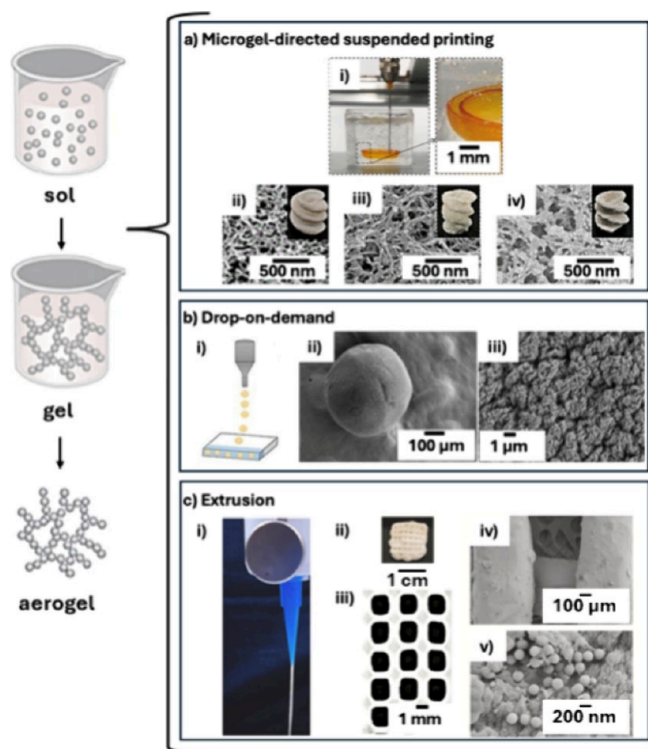 sol
gel
aerogel
a) Microgel-directed suspended printing
i)
1 mm
ii)
500 nm
iii)
500 nm
iv)
500 nm
b) Drop-on-demand
i)
ii)
100 µm
iii)
1 µm
c) Extrusion
i)
ii)
1 cm
iii)
1 mm
iv)
100 µm
v)
200 nm